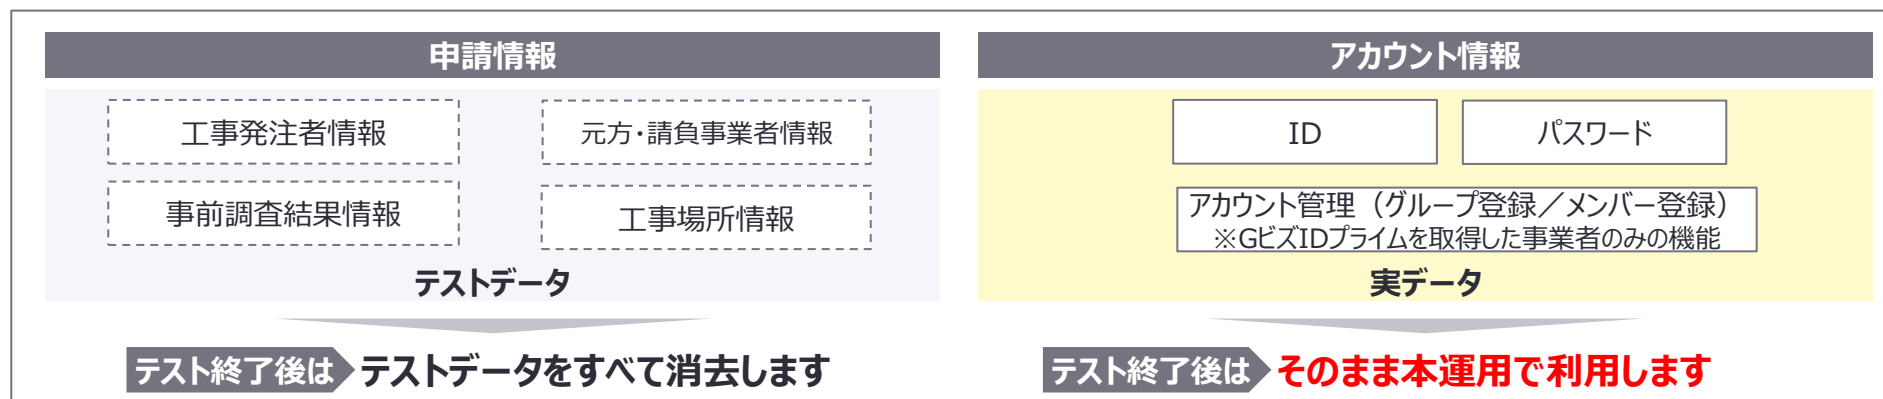 申請情報
工事発注者情報
元方・請負事業者情報
事前調査結果情報
工事場所情報
テストデータ
テスト終了後は
テストデータをすべて消去します
アカウント情報
ID
パスワード
アカウント管理（グループ登録／メンバー登録）
※GビズIDプライムを取得した事業者のみの機能
実データ
テスト終了後は
そのまま本運用で利用します